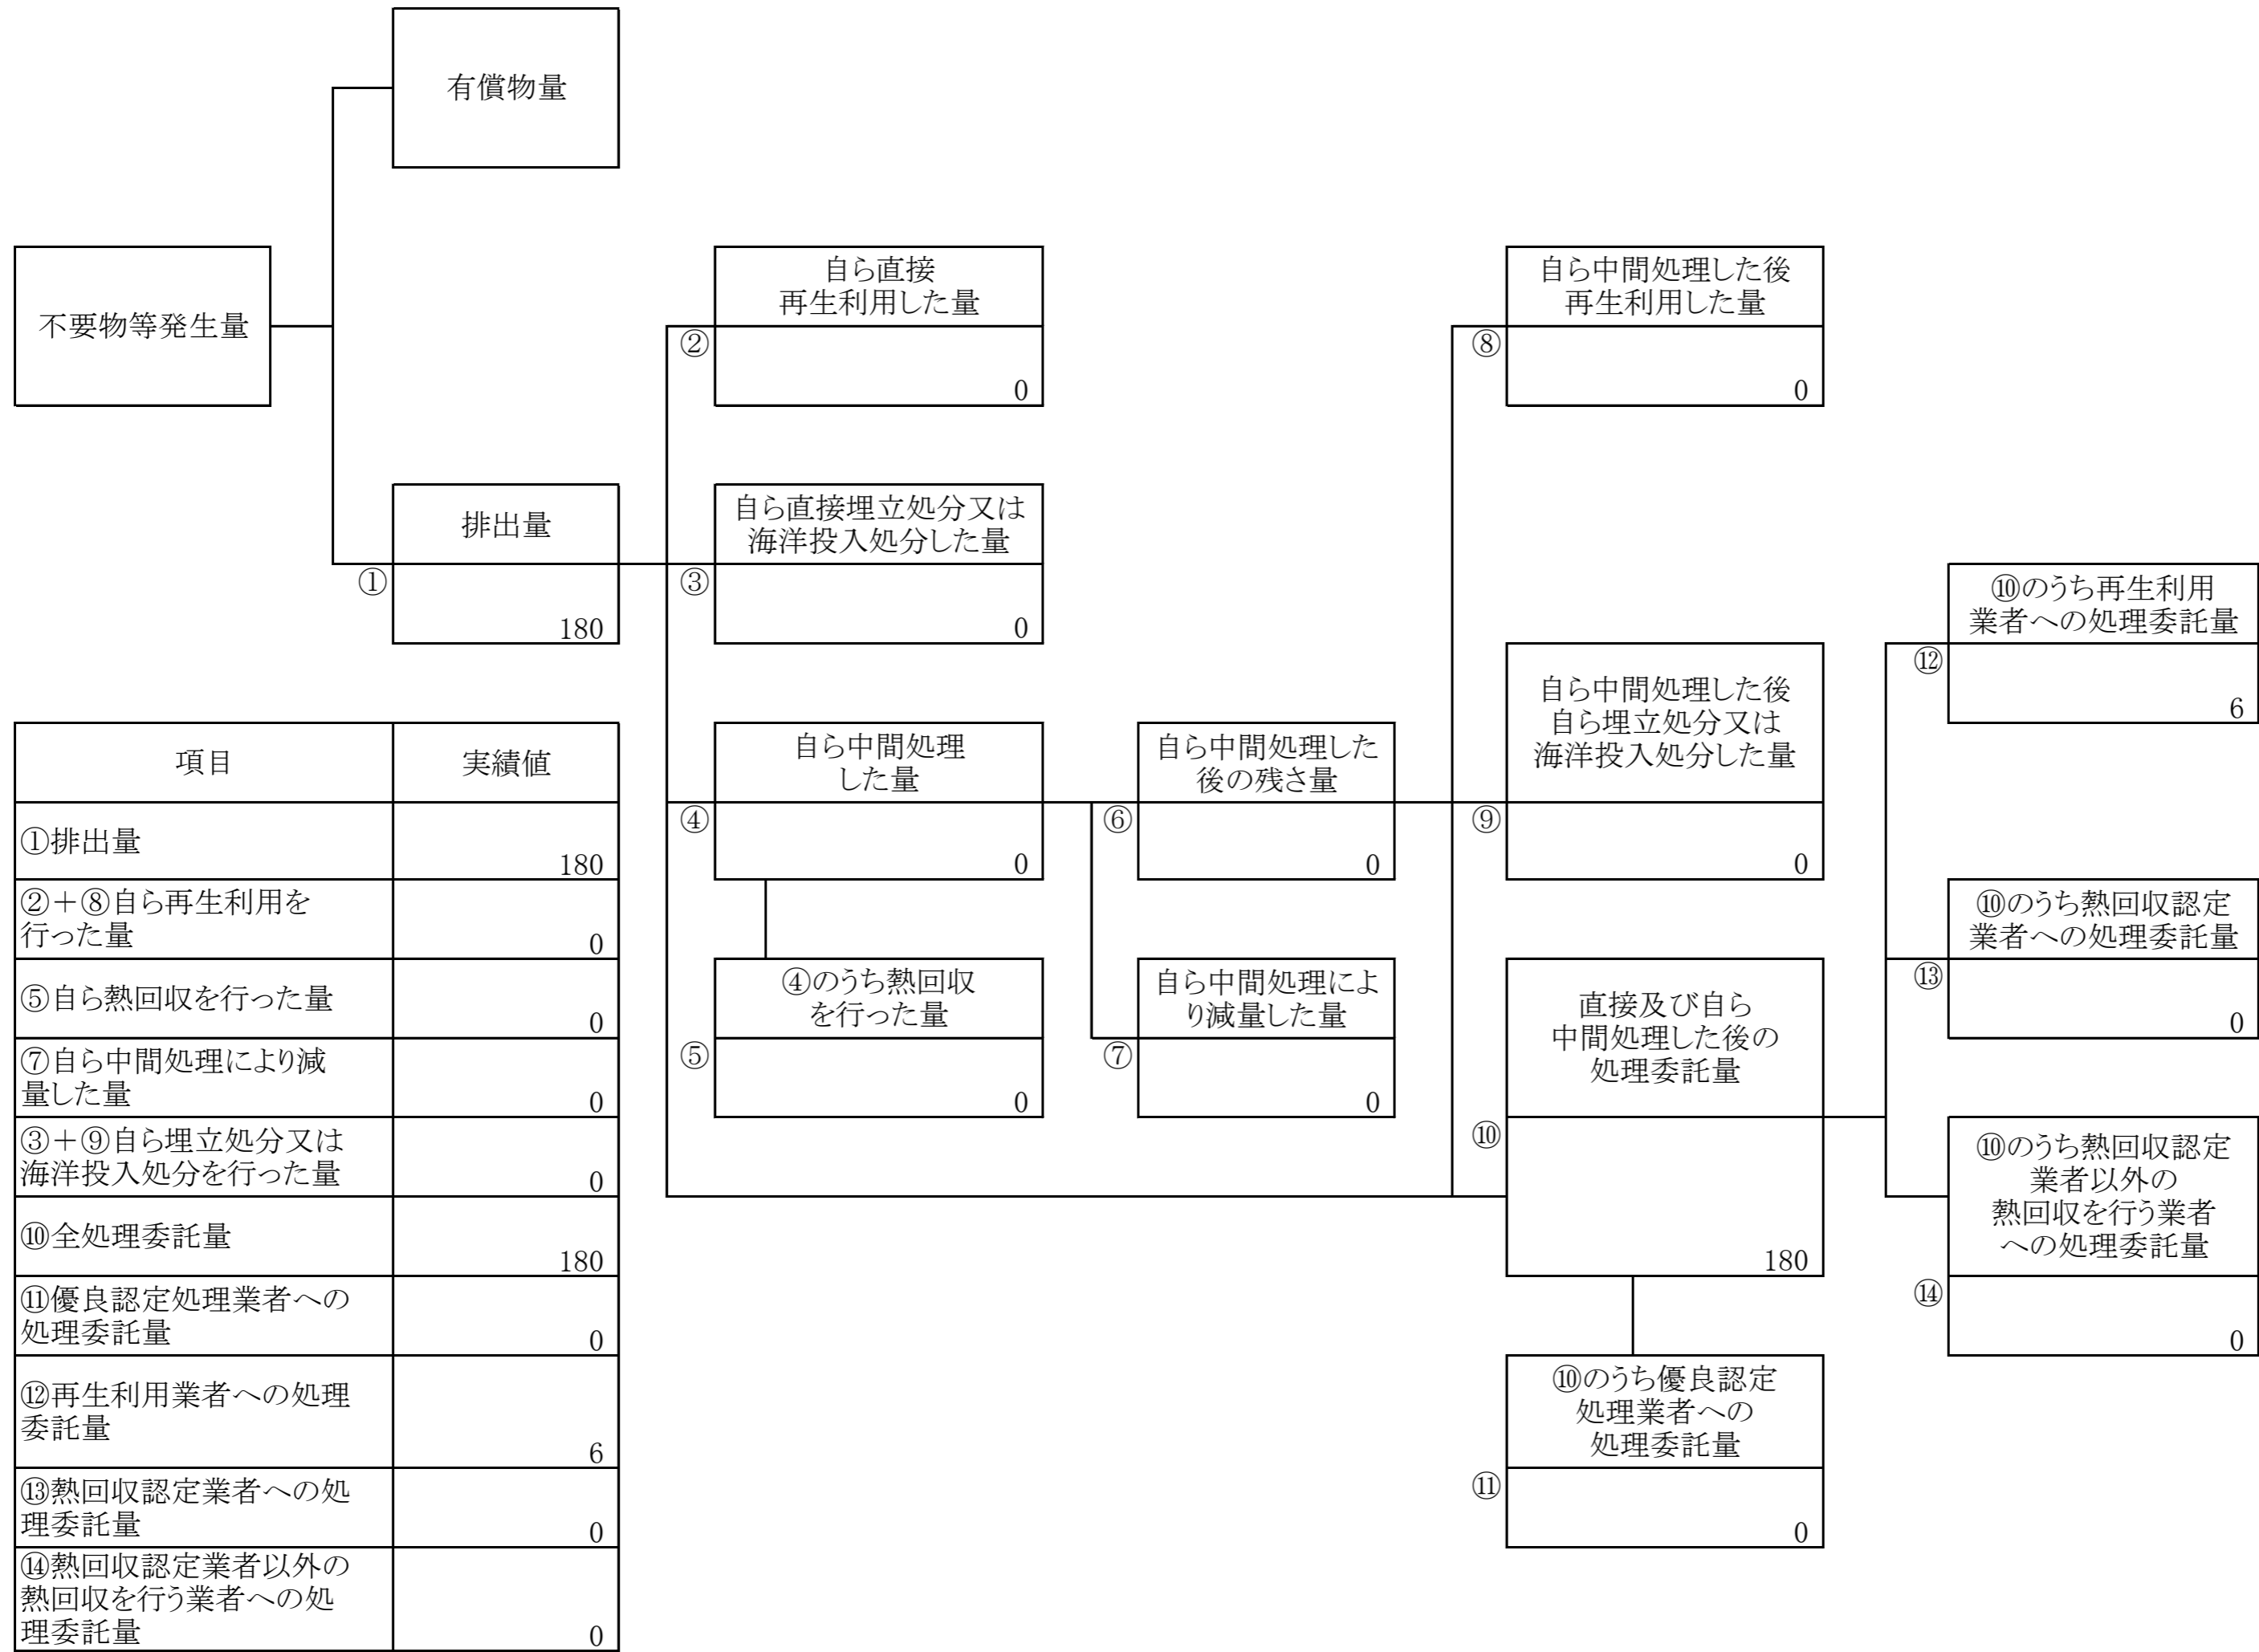 有償物量
不要物等発生量
自ら直接
再生利用した量
②
0
自ら中間処理した後
再生利用した量
⑧
0
排出量
①
180
自ら直接埋立処分又は
海洋投入処分した量
③
0
⑩のうち再生利用
業者への処理委託量
⑫
6
自ら中間処理
した量
④
0
自ら中間処理した
後の残さ量
⑥
0
自ら中間処理した後
自ら埋立処分又は
海洋投入処分した量
⑨
0
⑩のうち熱回収認定
業者への処理委託量
⑬
0
④のうち熱回収
を行った量
⑤
0
自ら中間処理によ
り減量した量
⑦
0
直接及び自ら
中間処理した後の
処理委託量
⑩
180
⑩のうち熱回収認定
業者以外の
熱回収を行う業者
への処理委託量
⑭
0
⑩のうち優良認定
処理業者への
処理委託量
⑪
0
項目
実績値
①排出量
180
②+⑧自ら再生利用を
行った量
0
⑤自ら熱回収を行った量
0
⑦自ら中間処理により減
量した量
0
③+⑨自ら埋立処分又は
海洋投入処分を行った量
0
⑩全処理委託量
180
⑪優良認定処理業者への
処理委託量
0
⑫再生利用業者への処理
委託量
6
⑬熱回収認定業者への処
理委託量
0
⑭熱回収認定業者以外の
熱回収を行う業者への処
理委託量
0